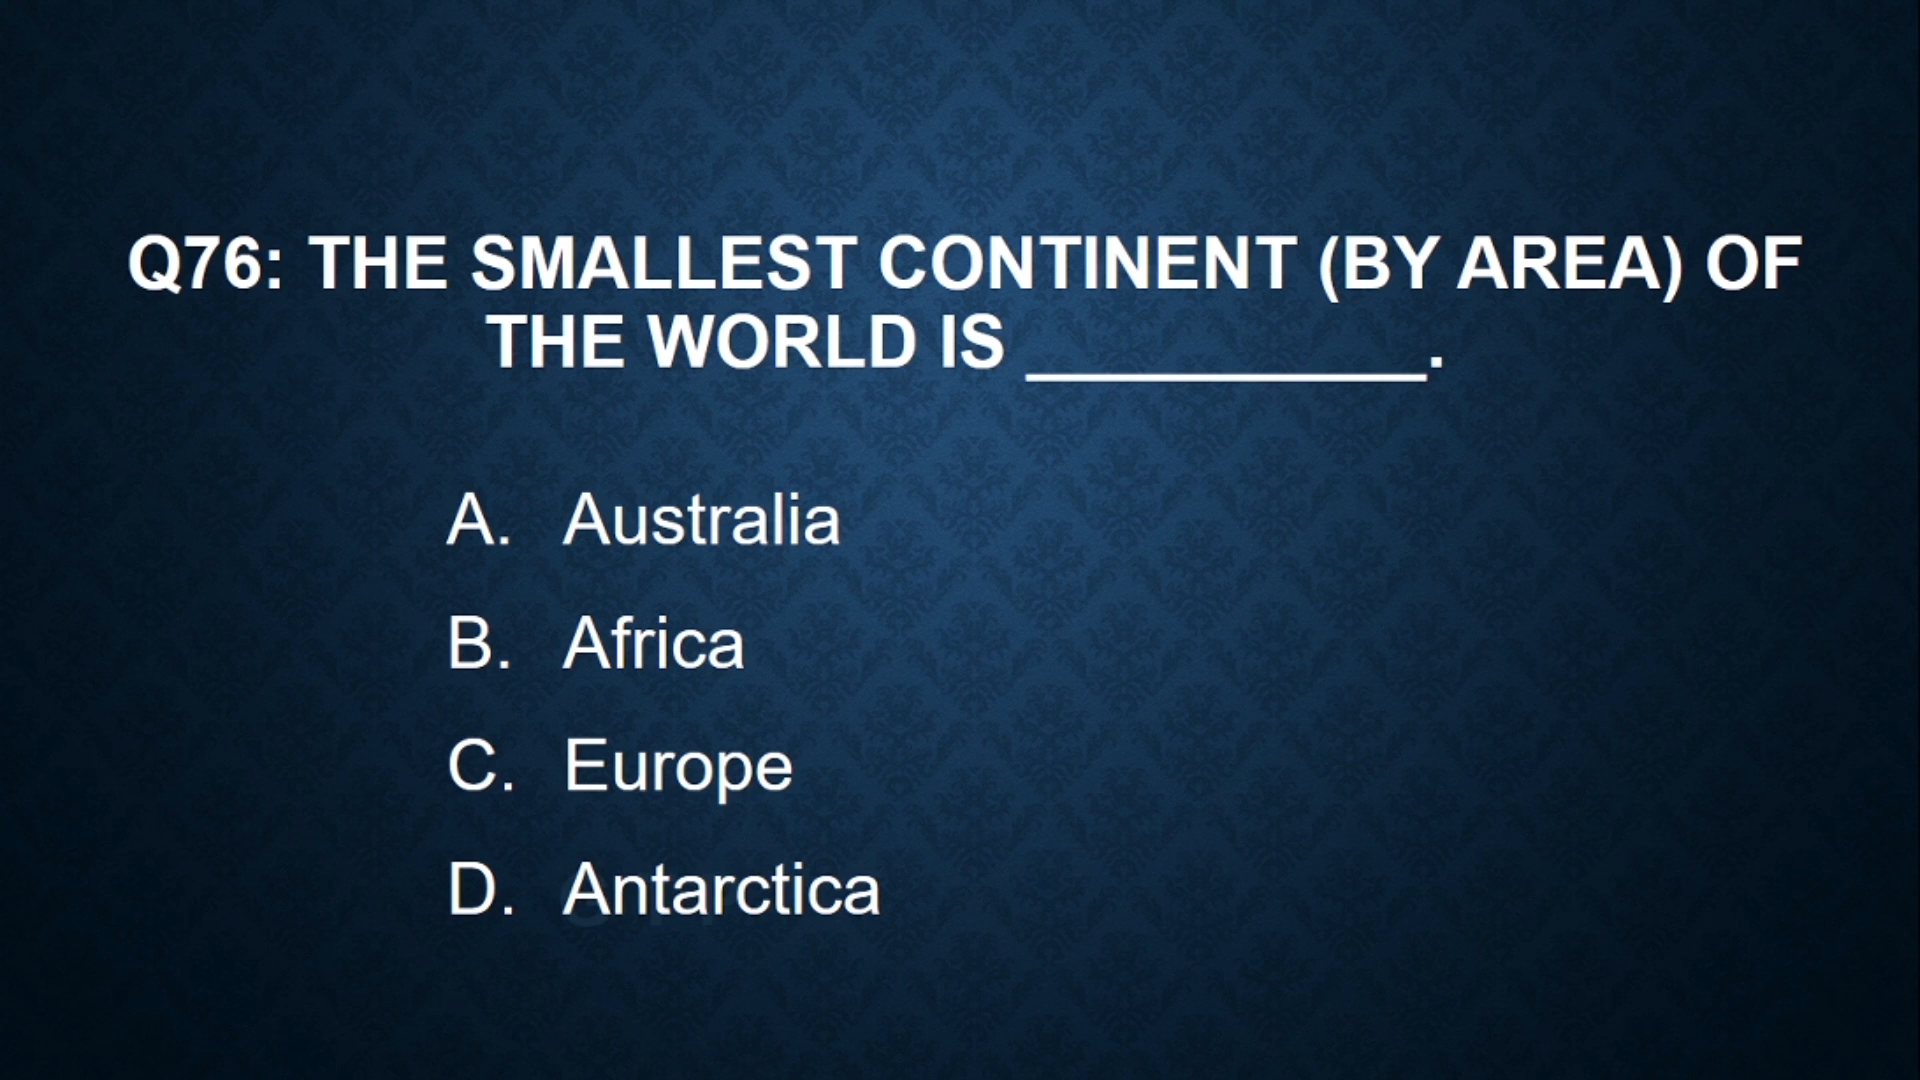 Q76: THE SMALLEST CONTINENT (BY AREA) OF
THE WORLD IS __________.
A. Australia
B. Africa
C. Europe
D. Antarctica